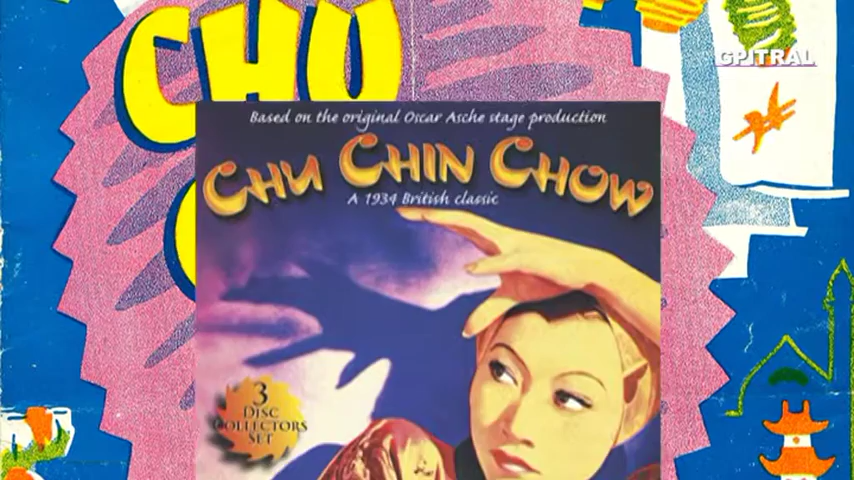 CHU
GPITRAL
Based on the original Oscar Asche stage production
CHU CHIN CHOW
A 1934 British classic
3
DISC
COLLECTORS
SET